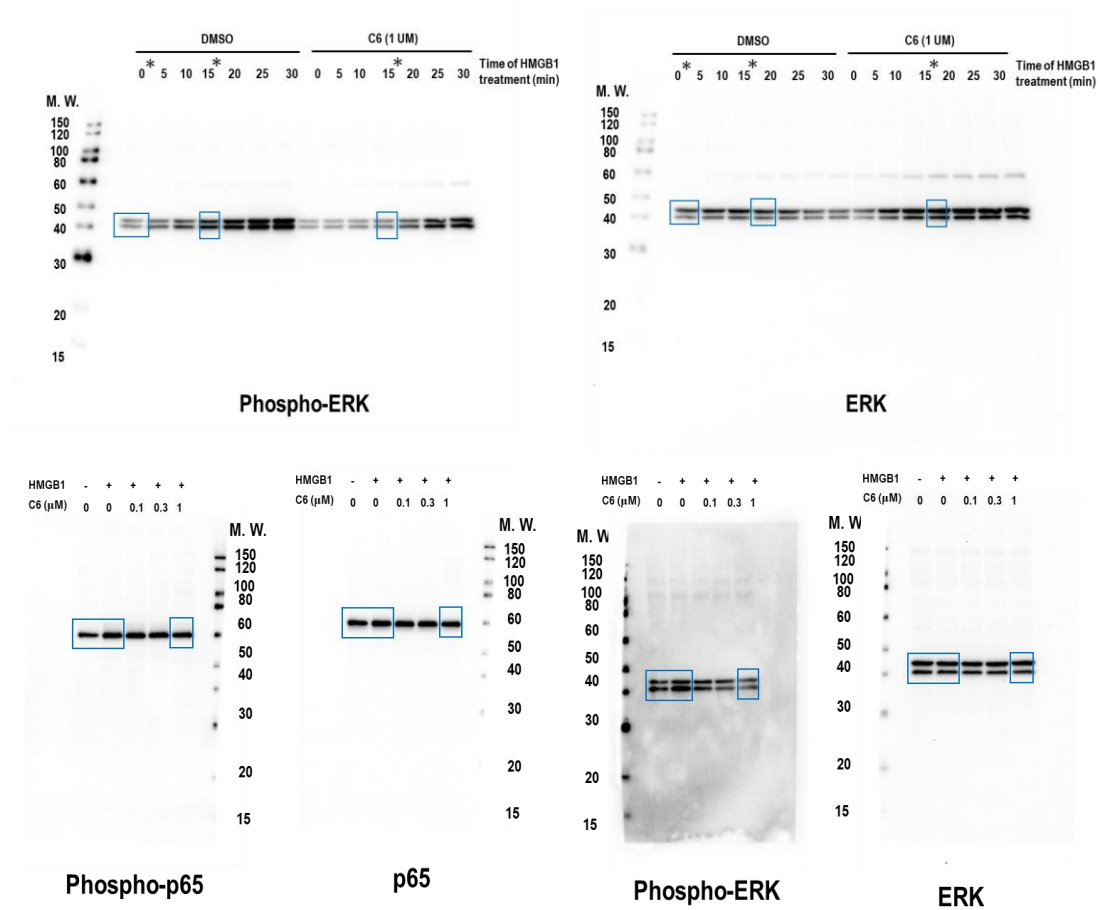 DMSO C6 (1 UM)
* * *
0 5 10 15 20 25 30 0 5 10 15 20 25 30
Time of HMGB1
treatment (min)
M. W.
150
120
100
80
60
50
40
30
20
15
Phospho-ERK
DMSO C6 (1 UM)
* * *
0 5 10 15 20 25 30 0 5 10 15 20 25 30
Time of HMGB1
treatment (min)
M. W.
150
120
100
80
60
50
40
30
20
15
ERK
HMGB1 - + + + +
C6 (μM) 0 0 0.1 0.3 1
M. W.
150
120
100
80
60
50
40
30
20
15
Phospho-p65
HMGB1 - + + + +
C6 (μM) 0 0 0.1 0.3 1
M. W.
150
120
100
80
60
50
40
30
20
15
p65
HMGB1 - + + + +
C6 (μM) 0 0 0.1 0.3 1
M. W
150
120
100
80
60
50
40
30
20
15
Phospho-ERK
HMGB1 - + + + +
C6 (μM) 0 0 0.1 0.3 1
M. W
150
120
100
80
60
50
40
30
20
15
ERK